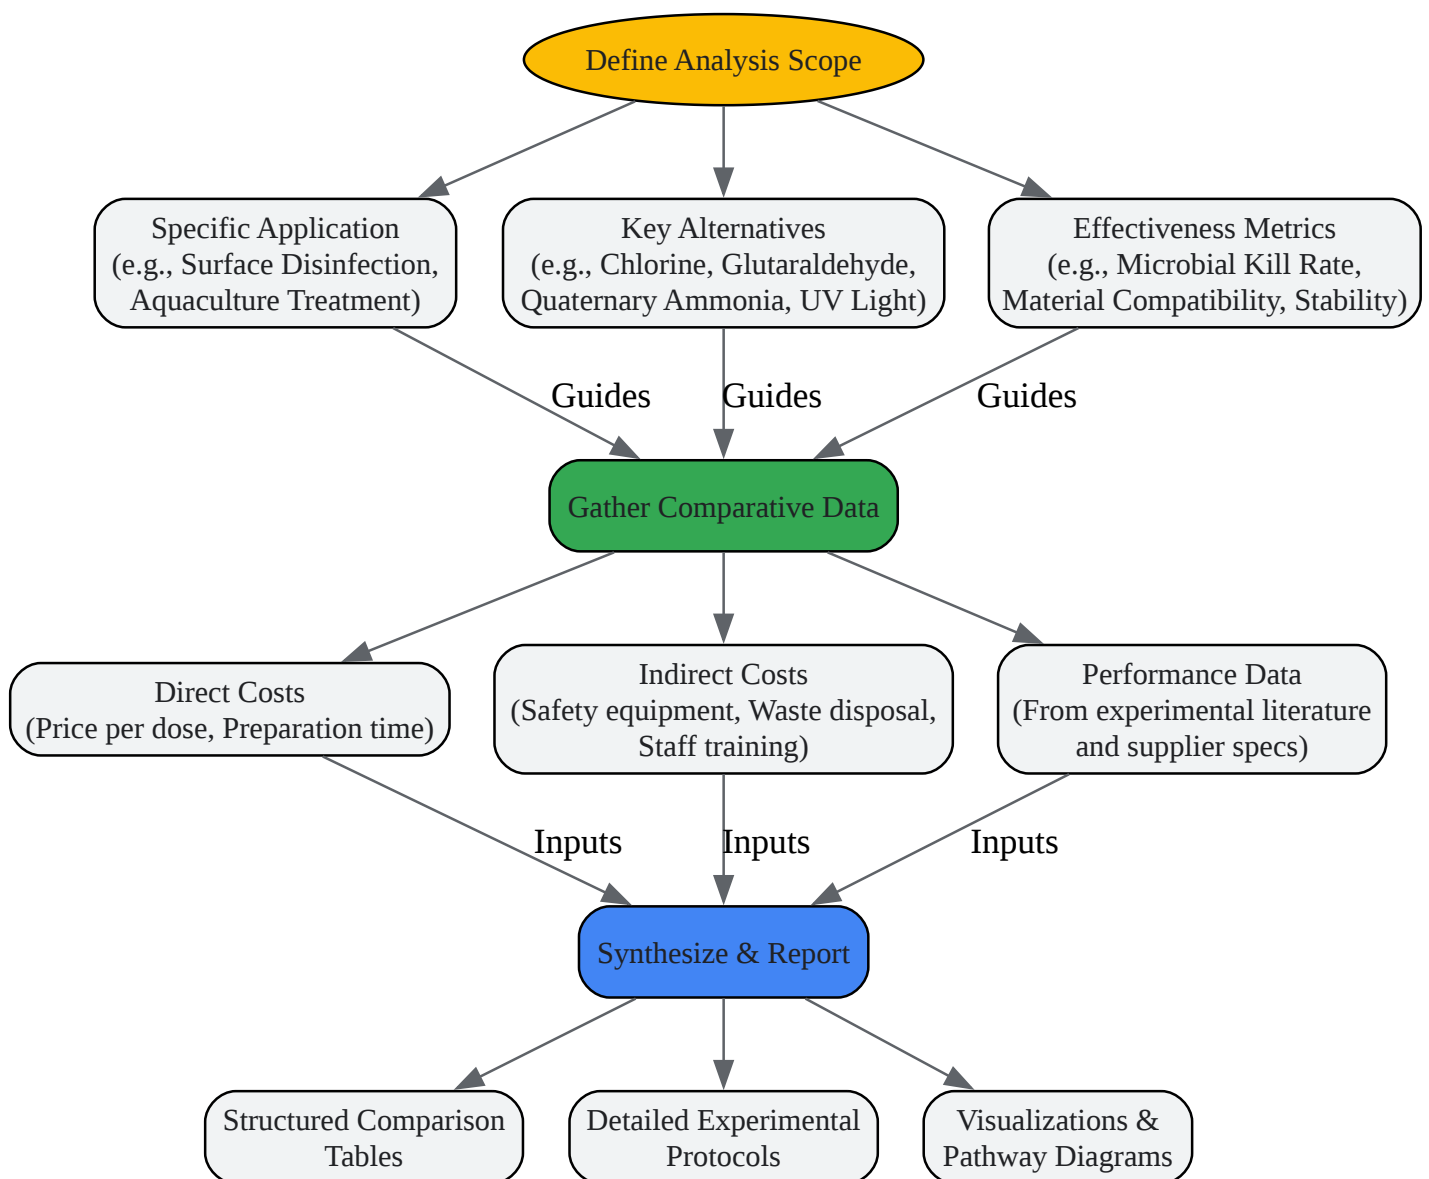 Define Analysis Scope
Specific Application
(e.g., Surface Disinfection,
Aquaculture Treatment)
Key Alternatives
(e.g., Chlorine, Glutaraldehyde,
Quaternary Ammonia, UV Light)
Effectiveness Metrics
(e.g., Microbial Kill Rate,
Material Compatibility, Stability)
Guides
Guides
Guides
Gather Comparative Data
Direct Costs
(Price per dose, Preparation time)
Indirect Costs
(Safety equipment, Waste disposal,
Staff training)
Performance Data
(From experimental literature
and supplier specs)
Inputs
Inputs
Inputs
Synthesize & Report
Structured Comparison
Tables
Detailed Experimental
Protocols
Visualizations &
Pathway Diagrams